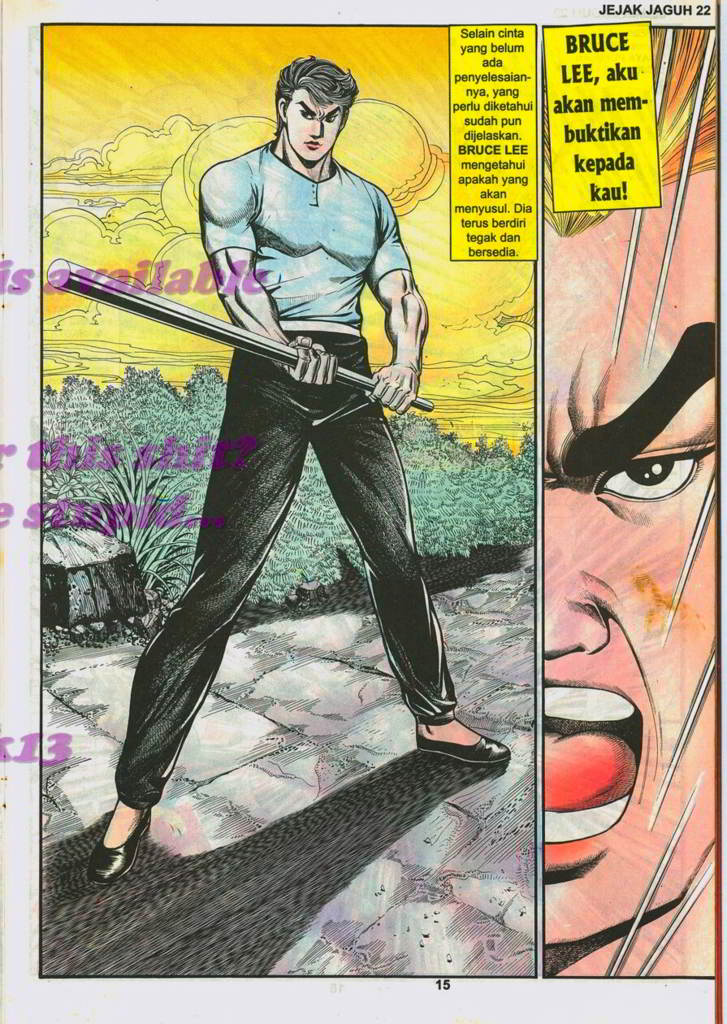 JEJAK JAGUH 22
Selain cinta
yang belum
ada
penyelesaian-
nya, yang
perlu diketahui
sudah pun
dijelaskan.
BRUCE LEE
mengetahui
apakah yang
akan
menyusul. Dia
terus berdiri
tegak dan
bersedia.
BRUCE
LEE, aku
akan mem-
buktikan
kepada
kau!
is available
r this shit?
e stupid...
k13
15